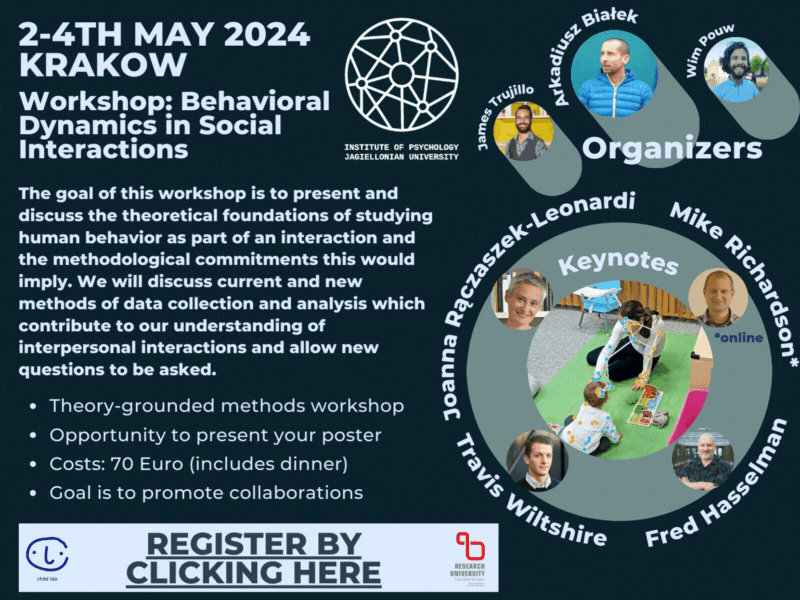 2-4TH MAY 2024
KRAKOW
Workshop: Behavioral
Dynamics in Social
Interactions
INSTITUTE OF PSYCHOLOGY
JAGIELLONIAN UNIVERSITY
James Trujillo
Arkadiusz Białek
Wim Pouw
Organizers
The goal of this workshop is to present and
discuss the theoretical foundations of studying
human behavior as part of an interaction and
the methodological commitments this would
imply. We will discuss current and new
methods of data collection and analysis which
contribute to our understanding of
interpersonal interactions and allow new
questions to be asked.
• Theory-grounded methods workshop
• Opportunity to present your poster
• Costs: 70 Euro (includes dinner)
• Goal is to promote collaborations
Keynotes
Joanna Rączaszek-Leonardi
Mike Richardson*
*online
Travis Wiltshire
Fred Hasselman
child lab
REGISTER BY
CLICKING HERE
RESEARCH
UNIVERSITY